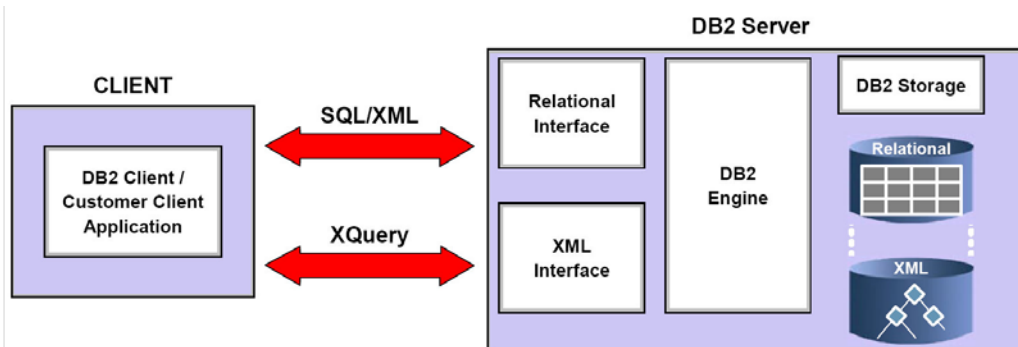 DB2 Server
CLIENT
DB2 Client /
Customer Client
Application
SQL/XML
XQuery
Relational
Interface
XML
Interface
DB2
Engine
DB2 Storage
Relational
XML